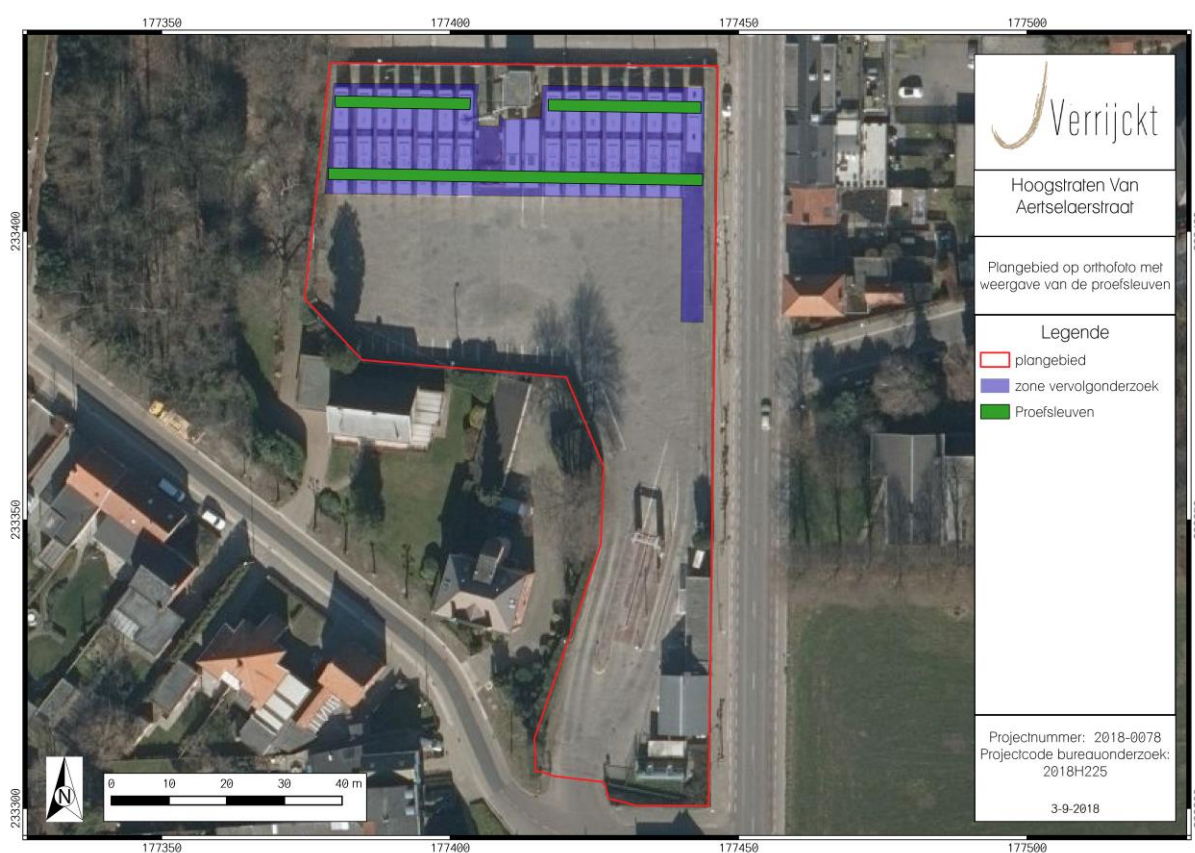 177350
177400
177450
177500
Verrijckt
Hoogstraten Van
Aertselaerstraat
233400
Plangebied op orthofoto met
weergave van de proefsleuven
Legende
plangebied
zone vervolgonderzoek
Proefsleuven
233350
Projectnummer: 2018-0078
Projectcode bureauonderzoek:
2018H225
3-9-2018
N
0 10 20 30 40 m
233300
177350
177400
177450
177500